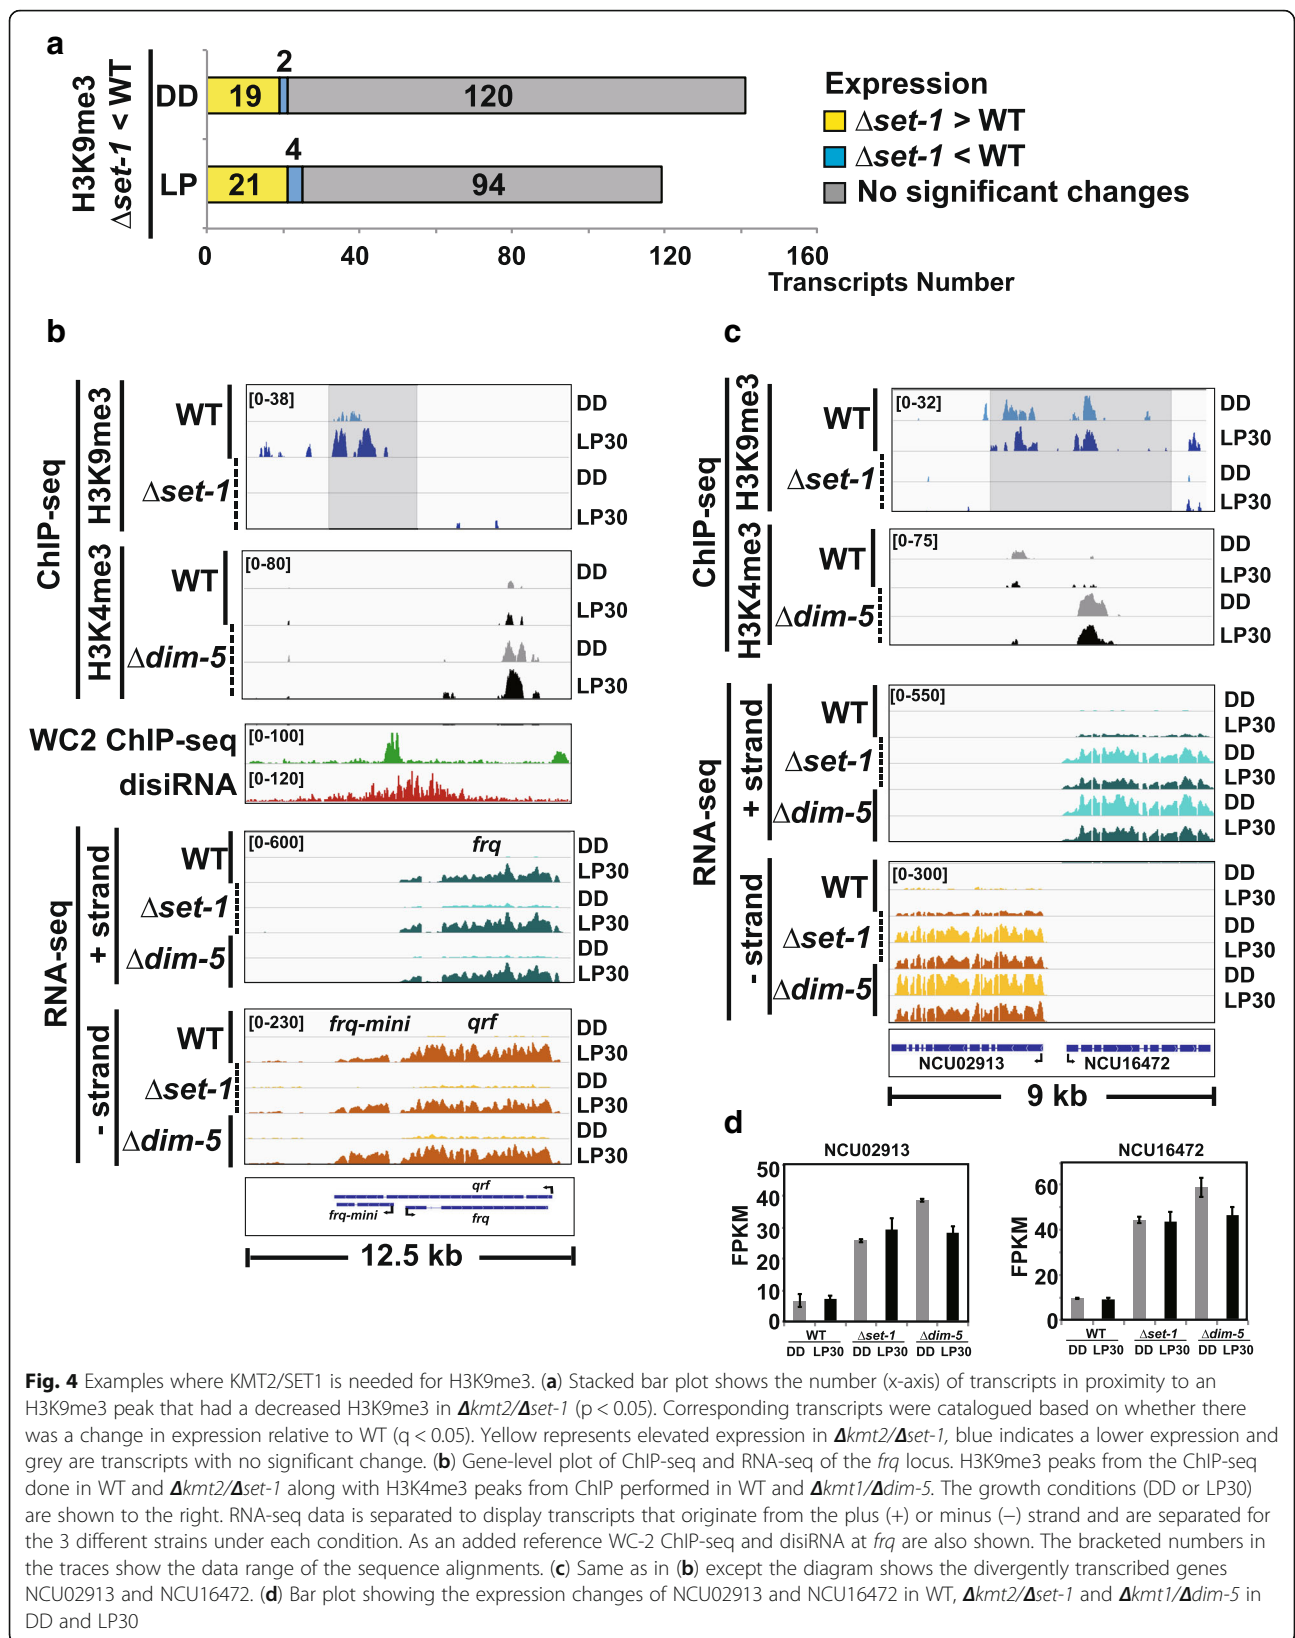 a
H3K9me3
Δset-1 < WT
DD
19
2
120
LP
21
4
94
0
40
80
120
160
Transcripts Number
Expression
Δset-1 > WT
Δset-1 < WT
No significant changes
b
ChIP-seq
H3K9me3
WT
Δset-1
[0-38]
DD
LP30
DD
LP30
H3K4me3
WT
Δdim-5
[0-80]
DD
LP30
DD
LP30
WC2 ChIP-seq
[0-100]
disiRNA
[0-120]
RNA-seq
+ strand
WT
Δset-1
Δdim-5
[0-600]
frq
DD
LP30
DD
LP30
DD
LP30
- strand
WT
Δset-1
Δdim-5
[0-230]
frq-mini
qrf
DD
LP30
DD
LP30
DD
LP30
qrf
frq-mini
frq
12.5 kb
c
ChIP-seq
H3K9me3
WT
Δset-1
[0-32]
DD
LP30
DD
LP30
H3K4me3
WT
Δdim-5
[0-75]
DD
LP30
DD
LP30
RNA-seq
+ strand
WT
Δset-1
Δdim-5
[0-550]
DD
LP30
DD
LP30
DD
LP30
- strand
WT
Δset-1
Δdim-5
[0-300]
DD
LP30
DD
LP30
DD
LP30
NCU02913
NCU16472
9 kb
d
NCU02913
FPKM
50
40
30
20
10
0
WT
Δset-1
Δdim-5
DD LP30 DD LP30 DD LP30
NCU16472
FPKM
60
40
20
0
WT
Δset-1
Δdim-5
DD LP30 DD LP30 DD LP30
Fig. 4 Examples where KMT2/SET1 is needed for H3K9me3. (a) Stacked bar plot shows the number (x-axis) of transcripts in proximity to an
H3K9me3 peak that had a decreased H3K9me3 in Δkmt2/Δset-1 (p < 0.05). Corresponding transcripts were catalogued based on whether there
was a change in expression relative to WT (q < 0.05). Yellow represents elevated expression in Δkmt2/Δset-1, blue indicates a lower expression and
grey are transcripts with no significant change. (b) Gene-level plot of ChIP-seq and RNA-seq of the frq locus. H3K9me3 peaks from the ChIP-seq
done in WT and Δkmt2/Δset-1 along with H3K4me3 peaks from ChIP performed in WT and Δkmt1/Δdim-5. The growth conditions (DD or LP30)
are shown to the right. RNA-seq data is separated to display transcripts that originate from the plus (+) or minus (−) strand and are separated for
the 3 different strains under each condition. As an added reference WC-2 ChIP-seq and disiRNA at frq are also shown. The bracketed numbers in
the traces show the data range of the sequence alignments. (c) Same as in (b) except the diagram shows the divergently transcribed genes
NCU02913 and NCU16472. (d) Bar plot showing the expression changes of NCU02913 and NCU16472 in WT, Δkmt2/Δset-1 and Δkmt1/Δdim-5 in
DD and LP30